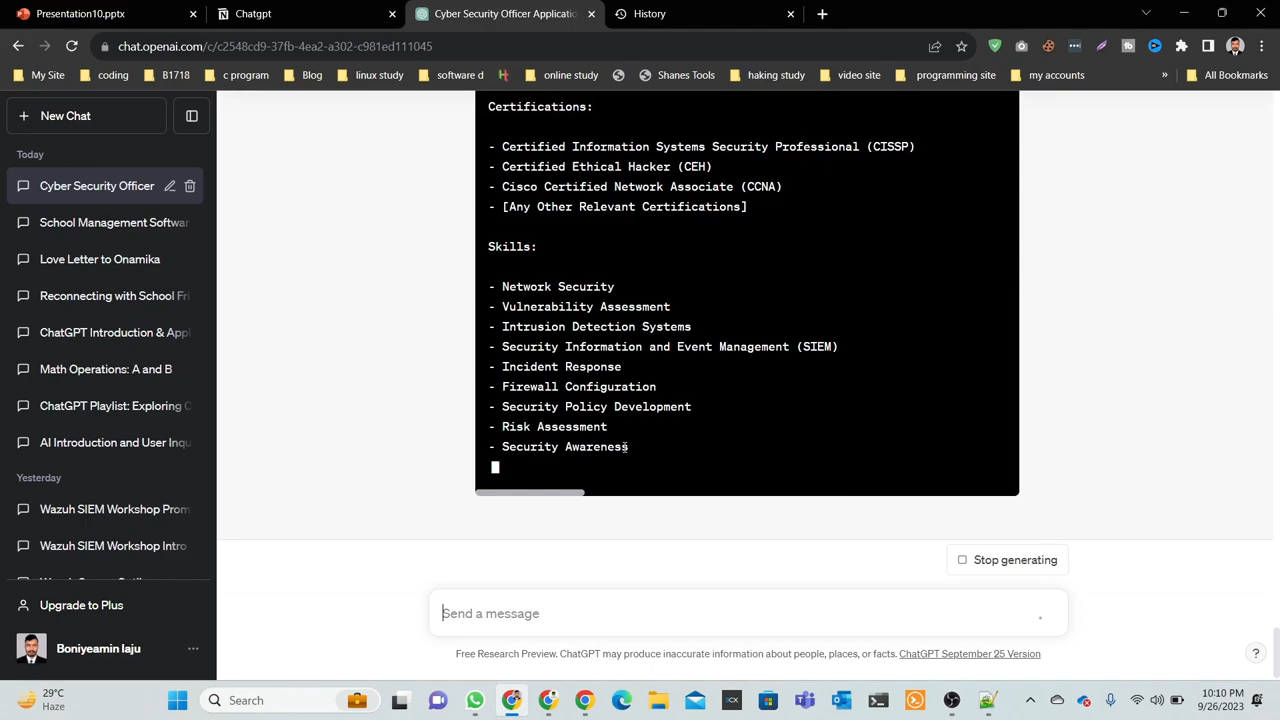 Presentation10.pptx
Chatgpt
Cyber Security Officer Applicatio
History
chat.openai.com/c/c2548cd9-37fb-4ea2-a302-c981ed111045
My Site
coding
B1718
c program
Blog
linux study
software d
online study
Shanes Tools
haking study
video site
programing site
my accounts
»
All Bookmarks
New Chat
Today
Cyber Security Officer
School Management Softwar
Love Letter to Onamika
Reconnecting with School Fri
ChatGPT Introduction & Appl
Math Operations: A and B
ChatGPT Playlist: Exploring C
AI Introduction and User Inqu
Yesterday
Wazuh SIEM Workshop Prom
Wazuh SIEM Workshop Intro
Upgrade to Plus
Boniyeamin laju
Certifications:
- Certified Information Systems Security Professional (CISSP)
- Certified Ethical Hacker (CEH)
- Cisco Certified Network Associate (CCNA)
- [Any Other Relevant Certifications]
Skills:
- Network Security
- Vulnerability Assessment
- Intrusion Detection Systems
- Security Information and Event Management (SIEM)
- Incident Response
- Firewall Configuration
- Security Policy Development
- Risk Assessment
- Security Awareness
Stop generating
Send a message
Free Research Preview. ChatGPT may produce inaccurate information about people, places, or facts. ChatGPT September 25 Version
?
29°C
Haze
Search
10:10 PM
9/26/2023